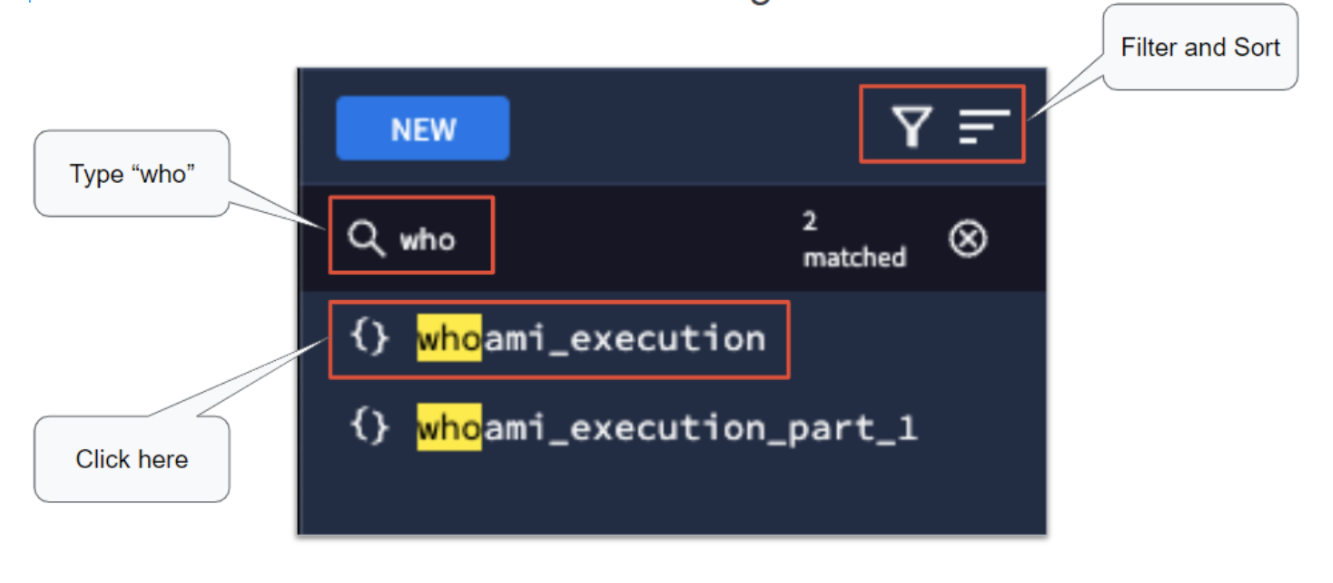 Filter and Sort
NEW
Type “who”
who
2
matched
{} whoami_execution
{} whoami_execution_part_1
Click here